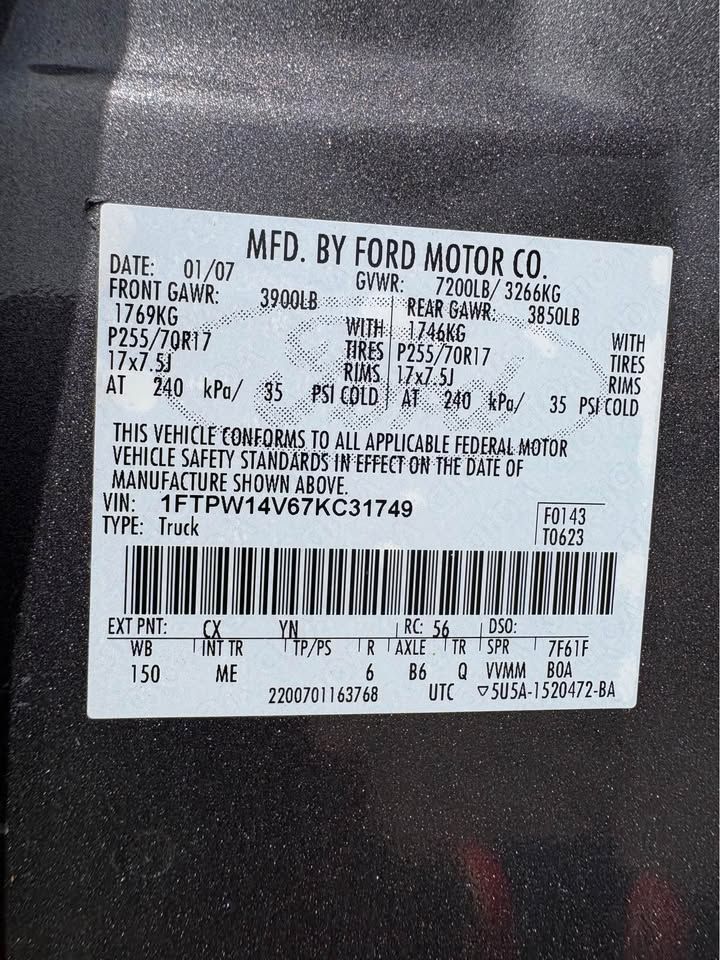 MFD. BY FORD MOTOR CO.
DATE: 01/07 GVWR: 7200LB/ 3266KG
FRONT GAWR: 3900LB REAR GAWR: 3850LB
1769KG WITH 1746KG WITH
P255/70R17 TIRES P255/70R17 TIRES
17x7.5J RIMS 17x7.5J RIMS
AT 240 kPa/ 35 PSI COLD AT 240 kPa/ 35 PSI COLD
THIS VEHICLE CONFORMS TO ALL APPLICABLE FEDERAL MOTOR
VEHICLE SAFETY STANDARDS IN EFFECT ON THE DATE OF
MANUFACTURE SHOWN ABOVE.
VIN: 1FTPW14V67KC31749 F0143
TYPE: Truck T0623
EXT PNT: CX YN RC: 56 DSO:
WB INT TR TP/PS R AXLE TR SPR 7F61F
150 ME 6 B6 Q VVMM BOA
2200701163768 UTC ▽5U5A-1520472-BA